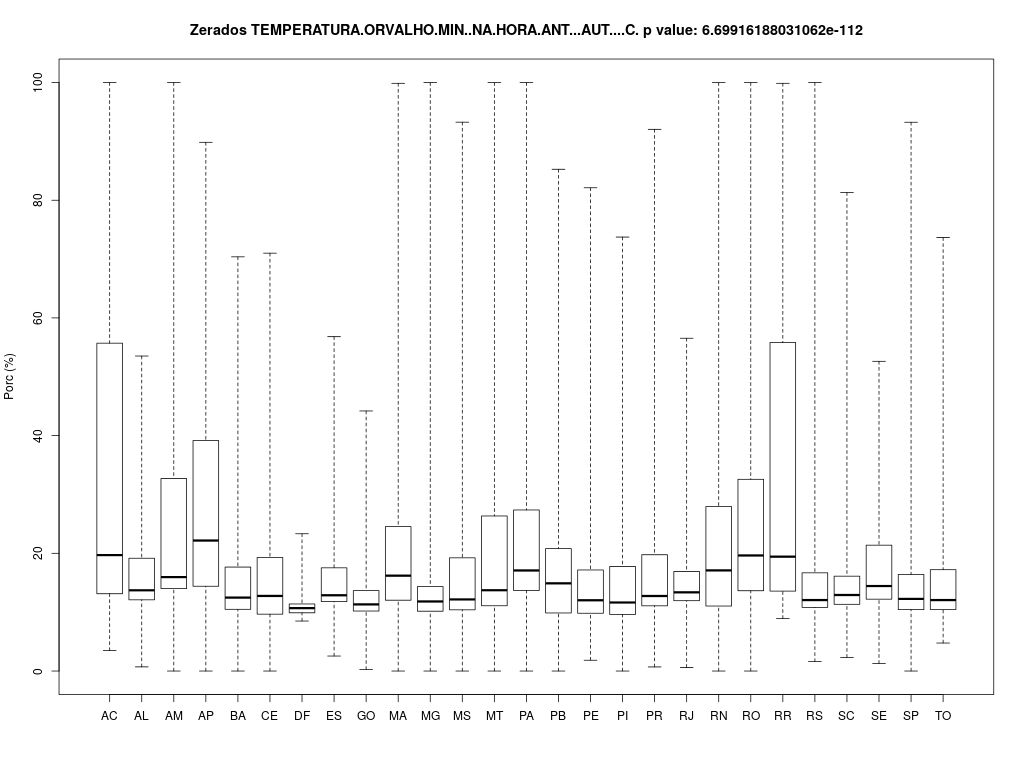 Zerados TEMPERATURA.ORVALHO.MIN..NA.HORA.ANT...AUT....C. p value: 6.69916188031062e-112
Porc (%)
100
80
60
40
20
0
AC AL AM AP BA CE DF ES GO MA MG MS MT PA PB PE PI PR RJ RN RO RR RS SC SE SP TO